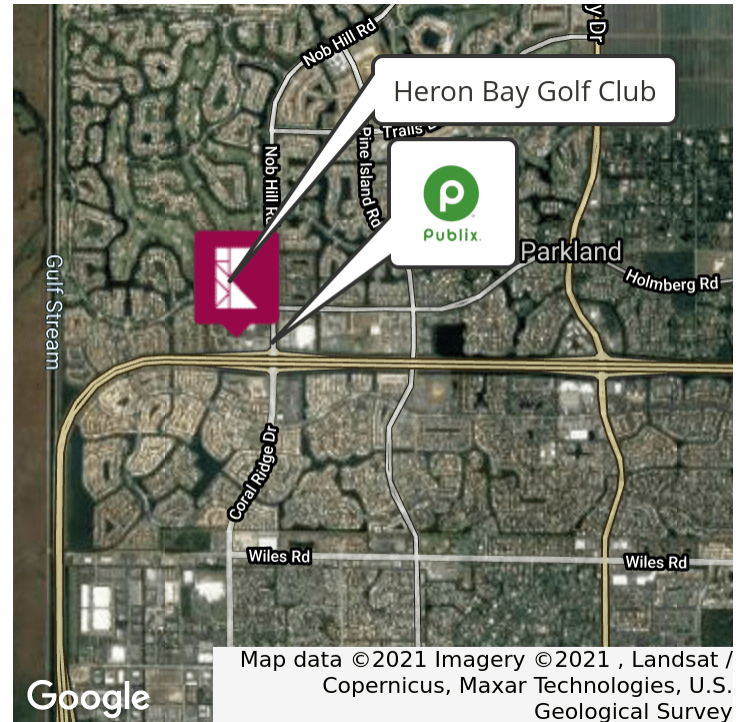 Nob Hill Rd
y Dr
Heron Bay Golf Club
Trails
Pine Island Rd
Nob Hill R
Publix.
Parkland
Holmberg Rd
Gulf Stream
Coral Ridge Dr
Wiles Rd
Wiles Rd
Map data ©2021 Imagery ©2021 , Landsat /
Copernicus, Maxar Technologies, U.S.
Geological Survey
Google